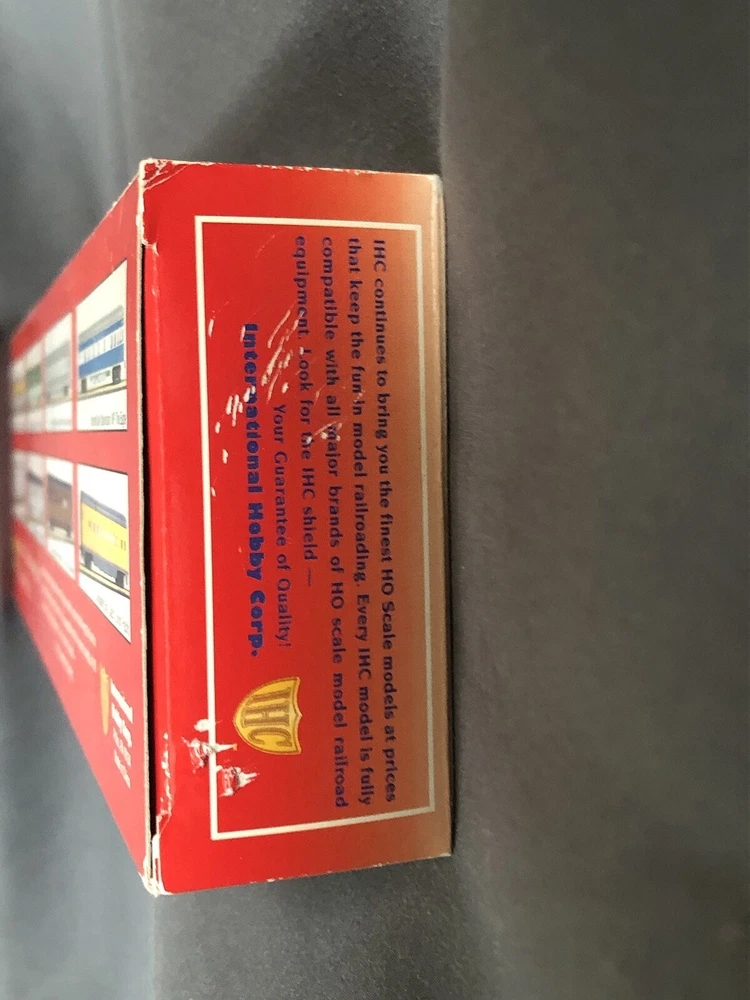 IHC continues to bring you the finest HO Scale models at prices
that keep the fun in model railroading. Every IHC model is fully
compatible with all major brands of HO scale model railroad
equipment. Look for the IHC shield —
Your Guarantee of Quality!
International Hobby Corp.
IHC